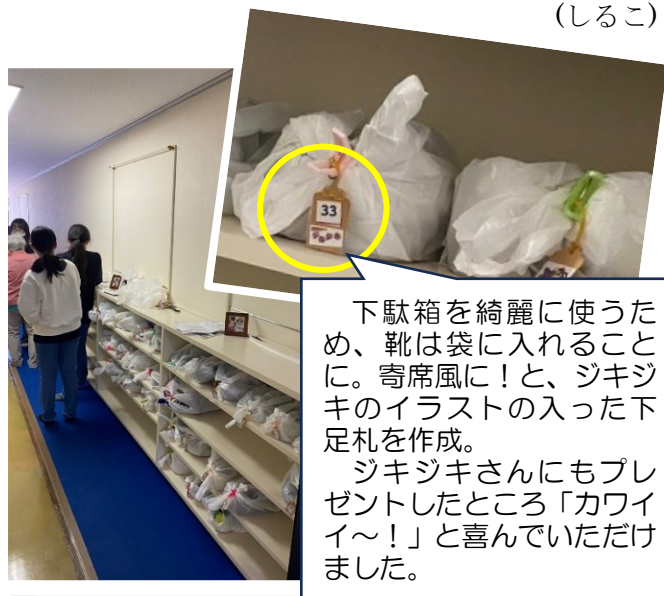 (しるこ)
33
下駄箱を綺麗に使うた
め、靴は袋に入れること
に。寄席風に！と、ジキジ
キのイラストの入った下
足札を作成。
ジキジキさんにもプレ
ゼントしたところ「カワイ
イ～！」と喜んでいただけ
ました。